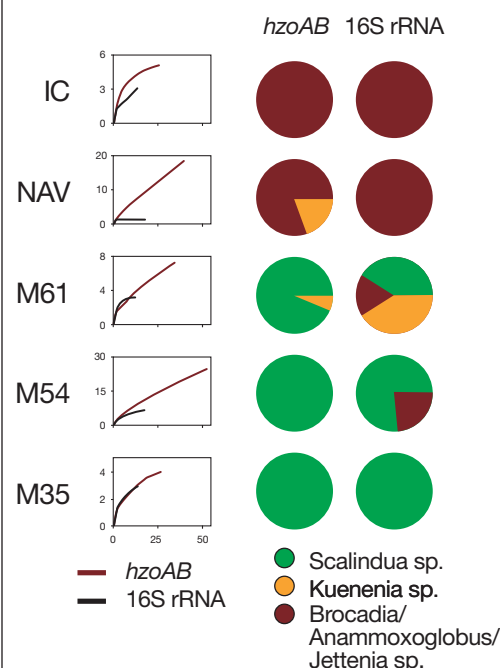 hzoAB 16S rRNA
IC
6
3
0
NAV
20
10
0
M61
8
4
0
M54
30
15
0
M35
4
2
0
0 25 50
hzoAB
16S rRNA
Scalindua sp.
Kuenenia sp.
Brocadia/
Anammoxoglobus/
Jettenia sp.